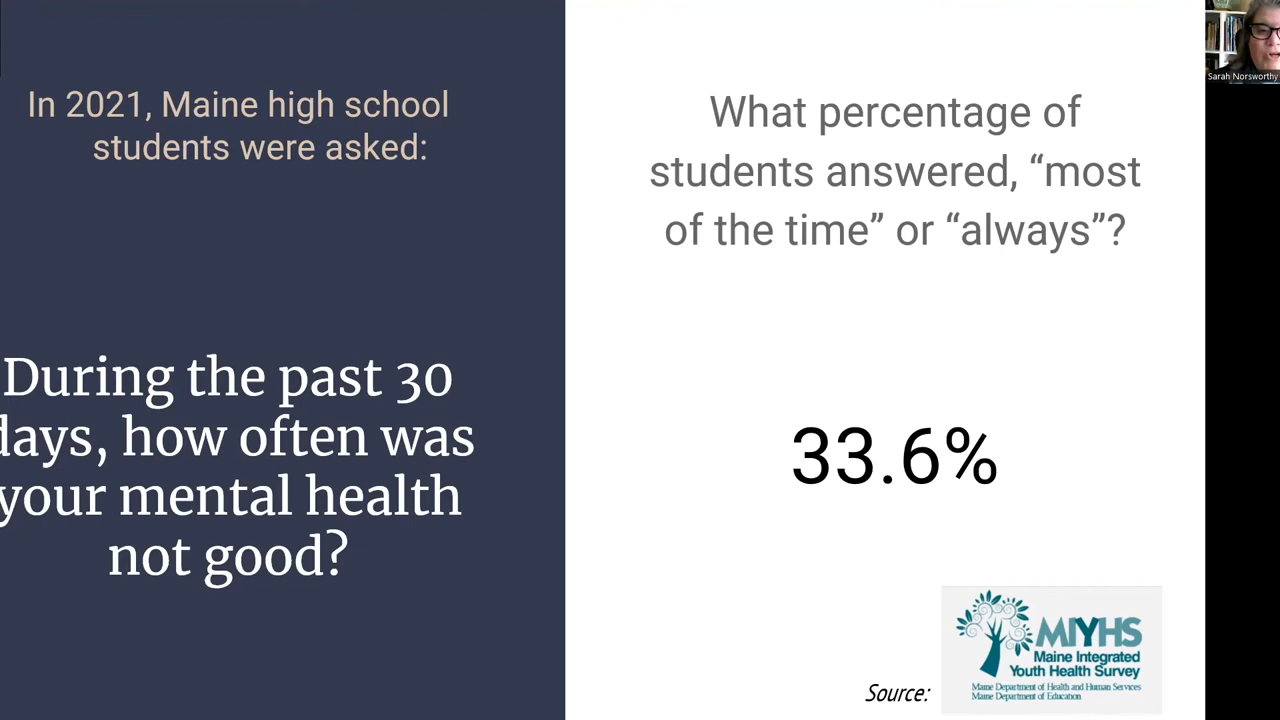 In 2021, Maine high school
students were asked:
During the past 30
days, how often was
your mental health
not good?
What percentage of
students answered, “most
of the time” or “always”?
33.6%
Source:
MIYHS
Maine Integrated
Youth Health Survey
Maine Department of Health and Human Services
Maine Department of Education
Sarah Norsworthy